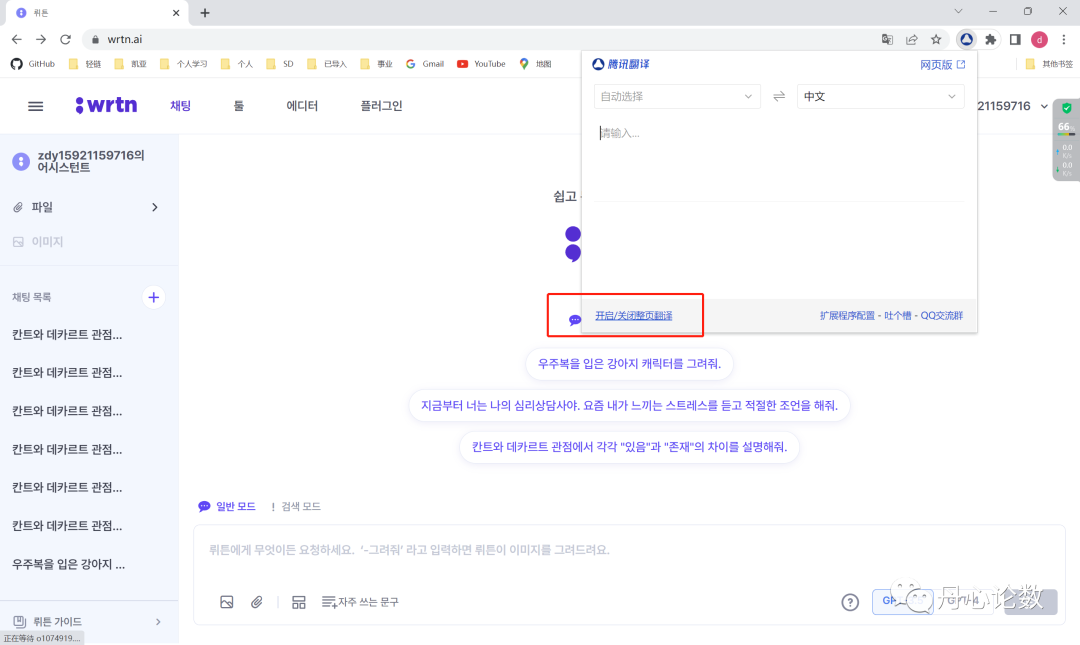 뤼튼
wrtn.ai
d
GitHub
轻链
凯亚
个人学习
个人
SD
已导入
事业
Gmail
YouTube
地图
其他书签
wrtn
채팅
툴
에디터
플러그인
21159716
腾讯翻译
网页版
自动选择
中文
请输入...
开启/关闭整页翻译
扩展程序配置 - 吐个槽 - QQ交流群
66%
0.0
K/s
0.0
K/s
zdy15921159716의
어시스턴트
파일
이미지
채팅 목록
칸트와 데카르트 관점...
칸트와 데카르트 관점...
칸트와 데카르트 관점...
칸트와 데카르트 관점...
칸트와 데카르트 관점...
칸트와 데카르트 관점...
우주복을 입은 강아지 ...
뤼튼 가이드
正在等待 o1074919....
쉽고
우주복을 입은 강아지 캐릭터를 그려줘.
지금부터 너는 나의 심리상담사야. 요즘 내가 느끼는 스트레스를 듣고 적절한 조언을 해줘.
칸트와 데카르트 관점에서 각각 "있음"과 "존재"의 차이를 설명해줘.
일반 모드
! 검색 모드
뤼튼에게 무엇이든 요청하세요. ‘~그려줘’ 라고 입력하면 뤼튼이 이미지를 그려드려요.
자주 쓰는 문구
GPT-4
丹心论数